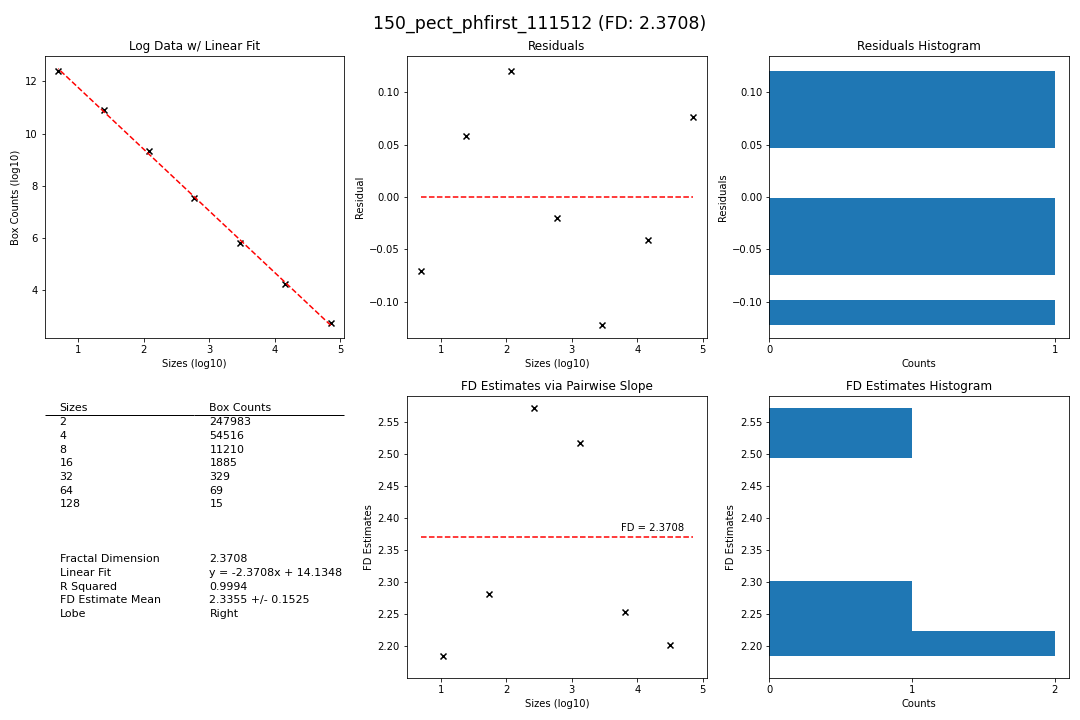 150_pect_phfirst_111512 (FD: 2.3708)
Log Data w/ Linear Fit
Box Counts (log10)
12
10
8
6
4
1 2 3 4 5
Sizes (log10)
Residuals
Residual
0.10
0.05
0.00
−0.05
−0.10
1 2 3 4 5
Sizes (log10)
Residuals Histogram
Residuals
0.10
0.05
0.00
−0.05
−0.10
0 1
Counts
Sizes Box Counts
2 247983
4 54516
8 11210
16 1885
32 329
64 69
128 15
Fractal Dimension 2.3708
Linear Fit y = -2.3708x + 14.1348
R Squared 0.9994
FD Estimate Mean 2.3355 +/- 0.1525
Lobe Right
FD Estimates via Pairwise Slope
FD Estimates
2.55
2.50
2.45
2.40
2.35
2.30
2.25
2.20
FD = 2.3708
1 2 3 4 5
Sizes (log10)
FD Estimates Histogram
FD Estimates
2.55
2.50
2.45
2.40
2.35
2.30
2.25
2.20
0 1 2
Counts